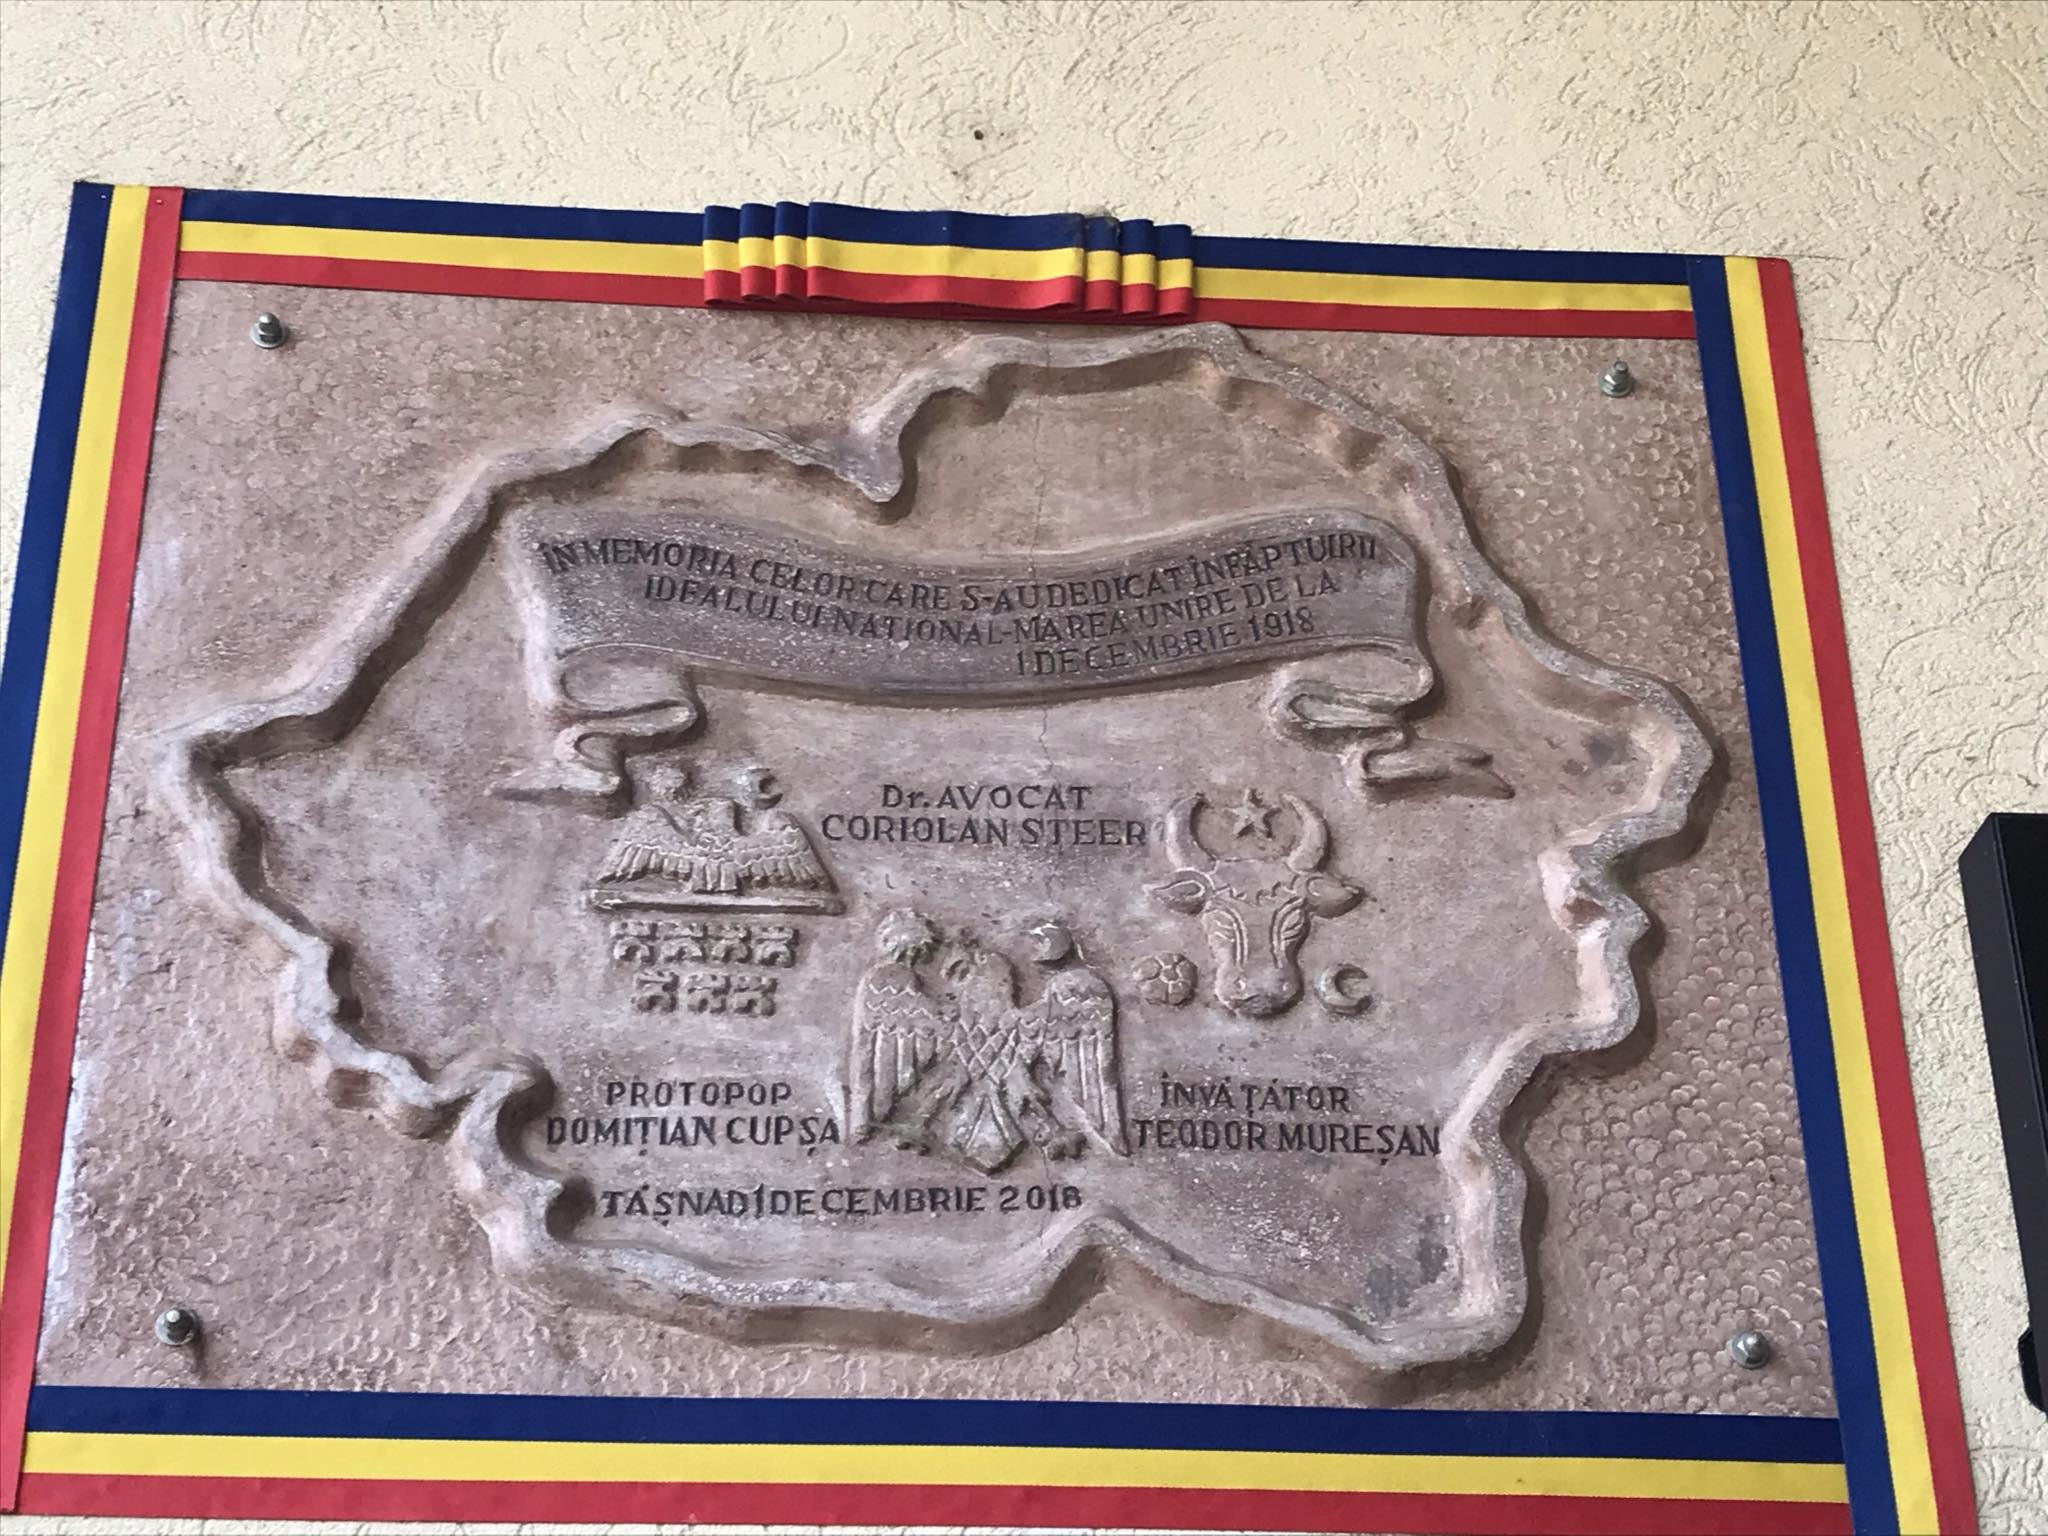 ÎN MEMORIA CELOR CARE S-AU DEDICAT ÎNFĂPTUIRII
IDEALULUI NAȚIONAL-MAREA UNIRE DE LA
1 DECEMBRIE 1918
Dr. AVOCAT
CORIOLAN STEER
PROTOPOP
DOMIȚIAN CUPȘA
ÎNVĂȚĂTOR
TEODOR MUREȘAN
TĂȘNAD 1 DECEMBRIE 2018